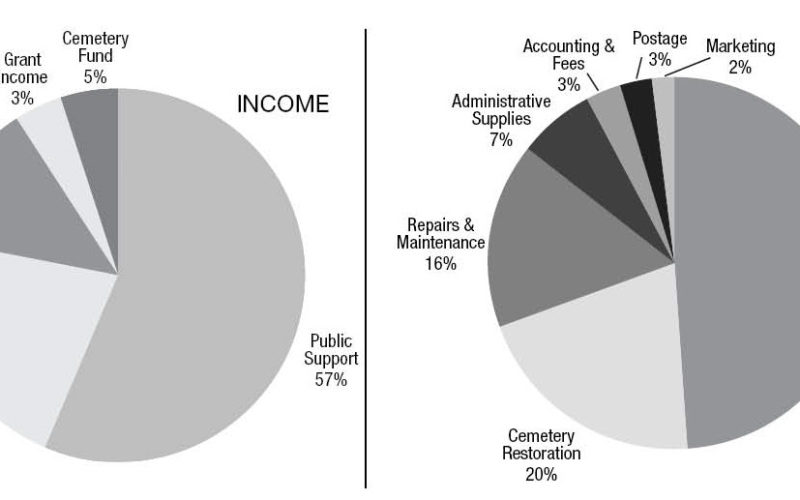 Cemetery
Fund
5%
Grant
ncome
3%
INCOME
Public
Support
57%
Accounting &
Fees
3%
Postage
3%
Marketing
2%
Administrative
Supplies
7%
Repairs &
Maintenance
16%
Cemetery
Restoration
20%